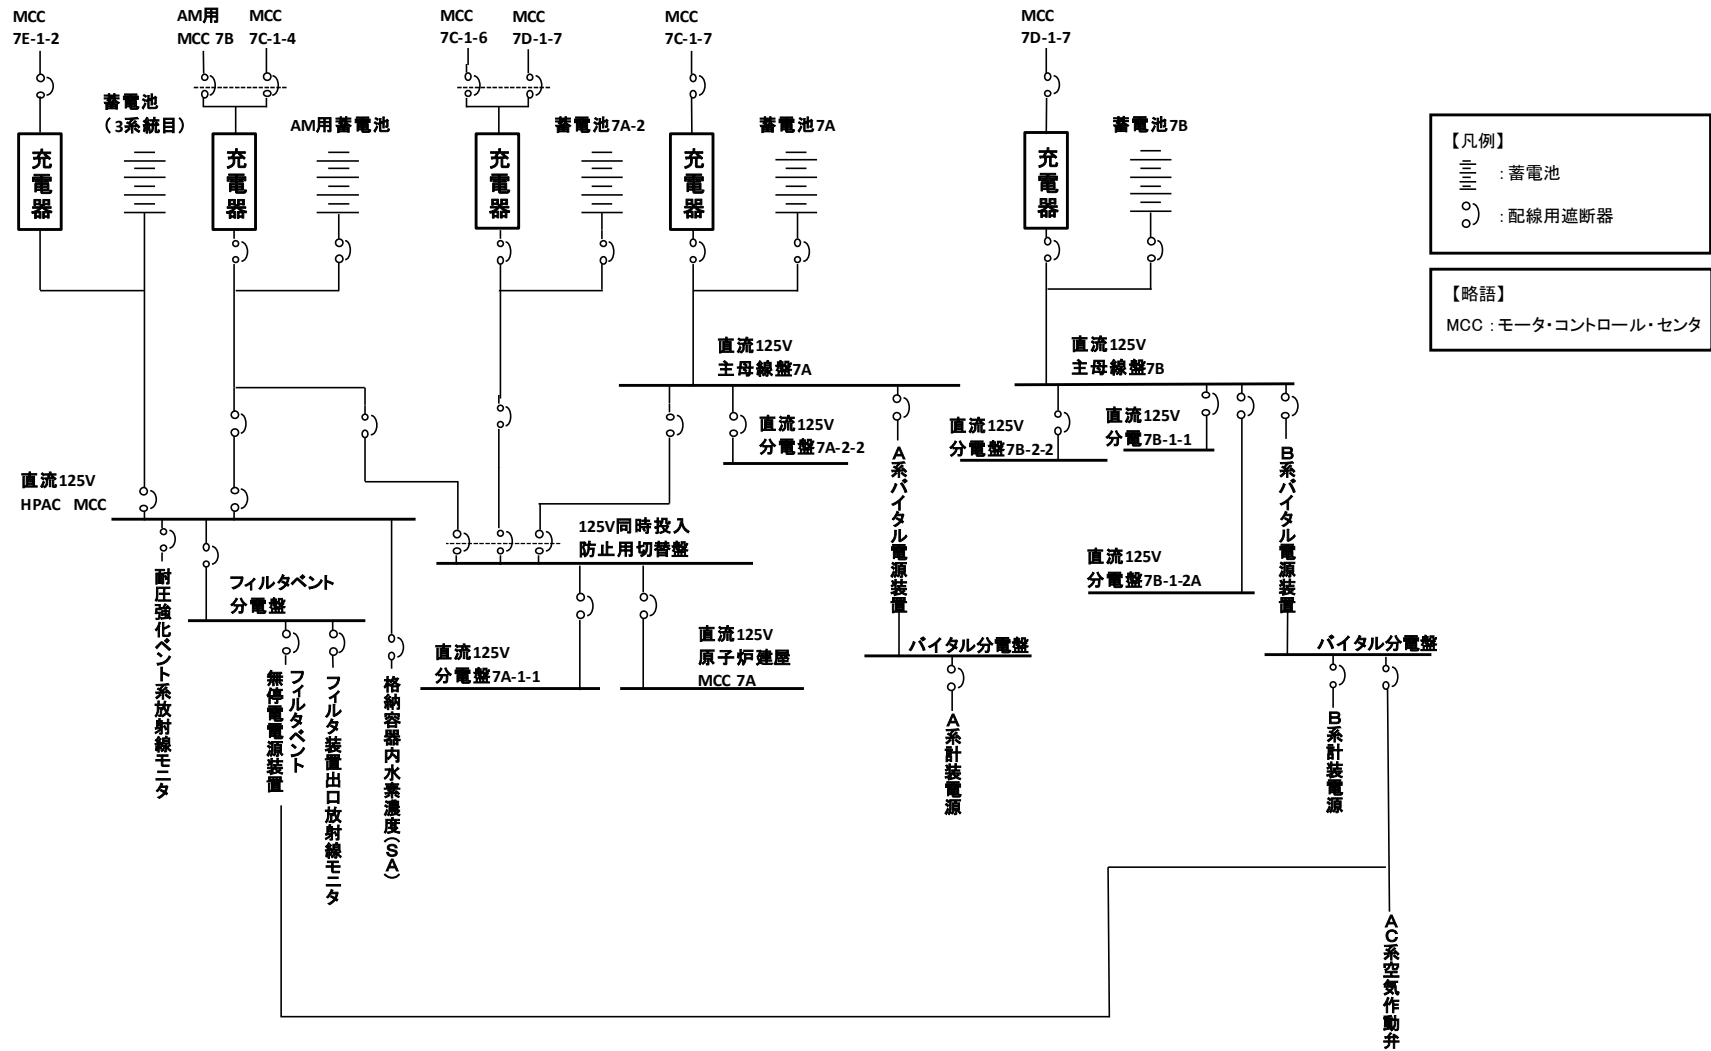 MCC
7E-1-2
AM用
MCC 7B
MCC
7C-1-4
MCC
7C-1-6
MCC
7D-1-7
MCC
7C-1-7
MCC
7D-1-7
蓄電池
(3系統目)
AM用蓄電池
蓄電池7A-2
蓄電池7A
蓄電池7B
充電器
充電器
充電器
充電器
充電器
【凡例】
:蓄電池
:配線用遮断器
【略語】
MCC:モータ・コントロール・センタ
直流125V
主母線盤7A
直流125V
主母線盤7B
直流125V
分電盤7A-2-2
直流125V
分電盤7B-2-2
直流125V
分電7B-1-1
直流125V
HPAC MCC
125V同時投入
防止用切替盤
A系バイタル電源装置
B系バイタル電源装置
直流125V
分電盤7B-1-2A
耐圧強化ベント系放射線モニタ
フィルタベント
分電盤
フィルタベント
無停電電源装置
フィルタ装置出口放射線モニタ
格納容器内水素濃度(SA)
直流125V
分電盤7A-1-1
直流125V
原子炉建屋
MCC 7A
バイタル分電盤
バイタル分電盤
A系計装電源
B系計装電源
AC系空気作動弁